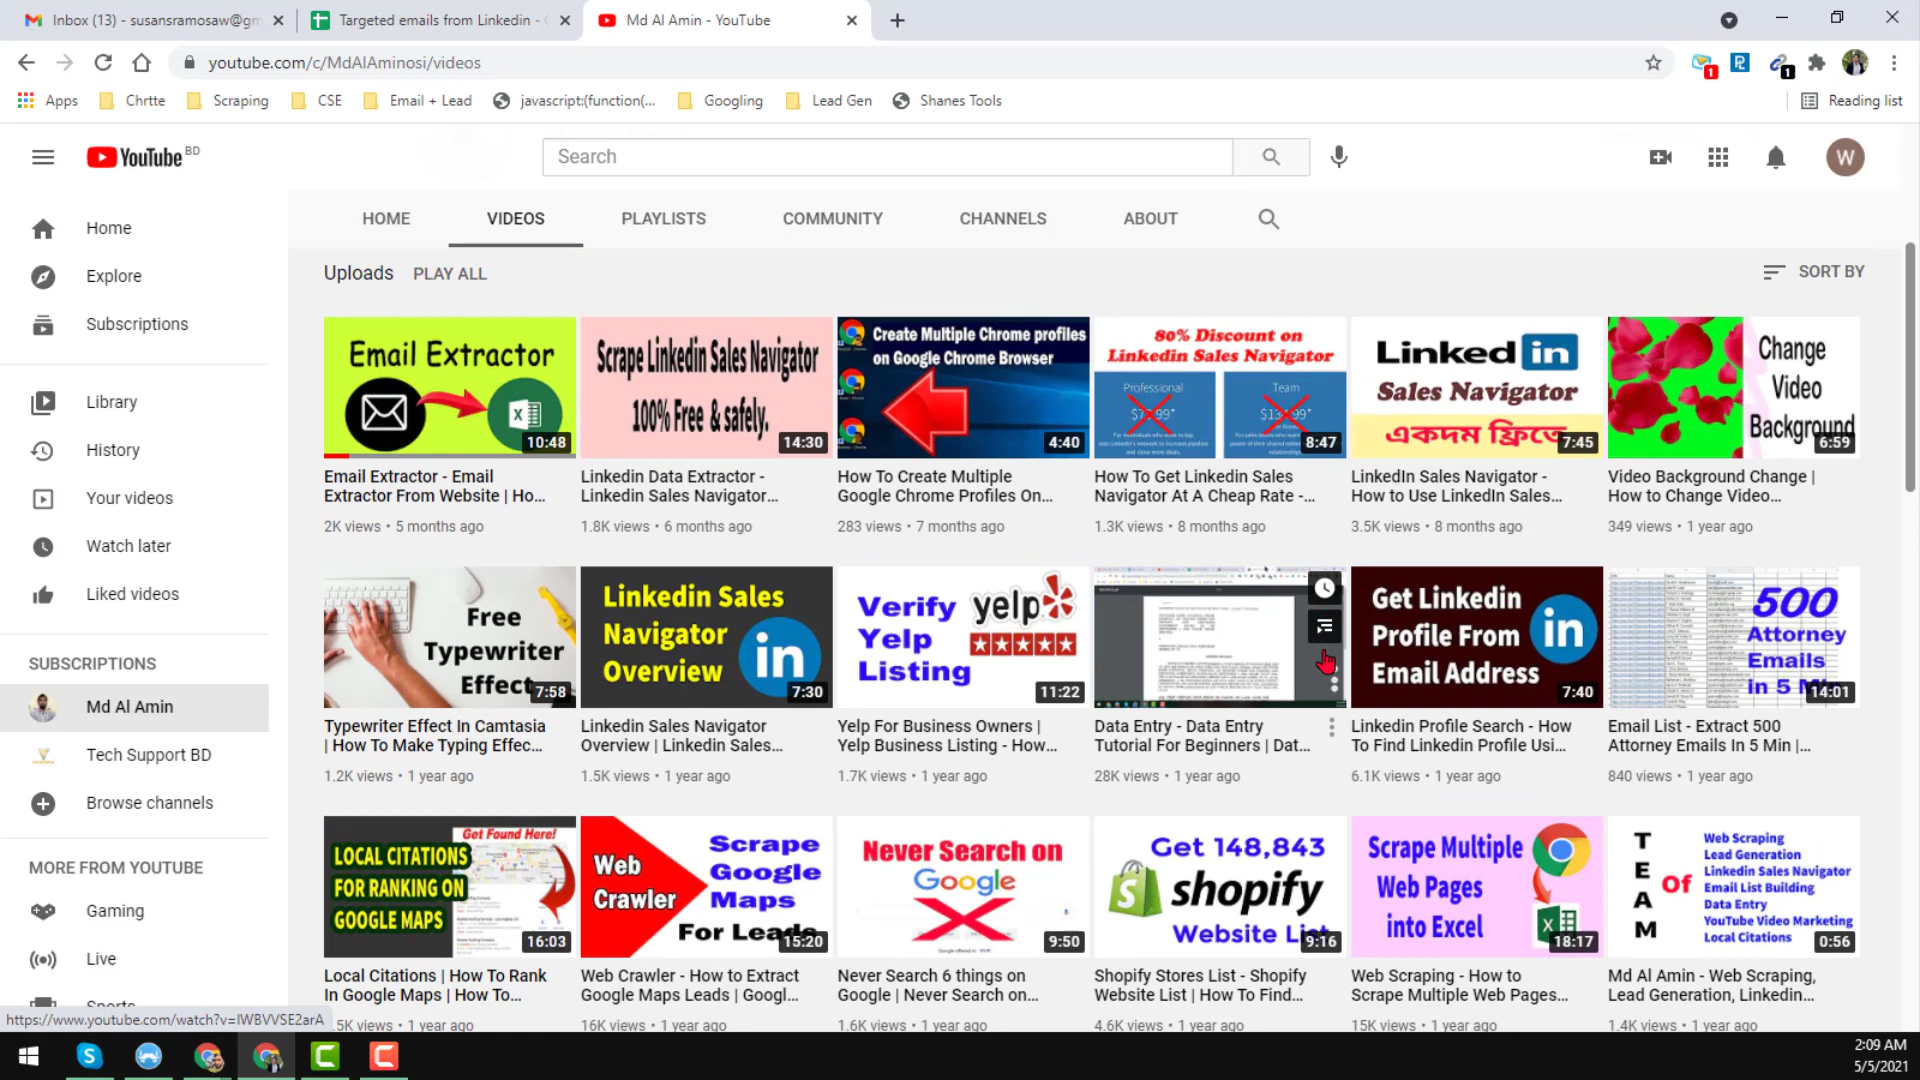 Inbox (13) - susansramosaw@gm
Targeted emails from Linkedin -
Md Al Amin - YouTube
youtube.com/c/MdAlAminosi/videos
1
1
Apps
Chrtte
Scraping
CSE
Email + Lead
javascript:(function(...
Googling
Lead Gen
Shanes Tools
Reading list
YouTube BD
Search
W
HOME
VIDEOS
PLAYLISTS
COMMUNITY
CHANNELS
ABOUT
Home
Explore
Subscriptions
Library
History
Your videos
Watch later
Liked videos
SUBSCRIPTIONS
Md Al Amin
Tech Support BD
Browse channels
MORE FROM YOUTUBE
Gaming
Live
Sports
Uploads
PLAY ALL
SORT BY
Email Extractor
10:48
Email Extractor - Email
Extractor From Website | Ho...
2K views • 5 months ago
Scrape Linkedin Sales Navigator
100% Free & safely.
14:30
Linkedin Data Extractor -
Linkedin Sales Navigator...
1.8K views • 6 months ago
Create Multiple Chrome profiles
on Google Chrome Browser
4:40
How To Create Multiple
Google Chrome Profiles On...
283 views • 7 months ago
80% Discount on
Linkedin Sales Navigator
Professional
Team
8:47
How To Get Linkedin Sales
Navigator At A Cheap Rate -...
1.3K views • 8 months ago
Linked in
Sales Navigator
একদম ফ্রিতে
7:45
LinkedIn Sales Navigator -
How to Use LinkedIn Sales...
3.5K views • 8 months ago
Change
Video
Background
6:59
Video Background Change |
How to Change Video...
349 views • 1 year ago
Free
Typewriter
Effect
7:58
Typewriter Effect In Camtasia
| How To Make Typing Effec...
1.2K views • 1 year ago
Linkedin Sales
Navigator
Overview
in
7:30
Linkedin Sales Navigator
Overview | Linkedin Sales...
1.5K views • 1 year ago
Verify
Yelp
Listing
yelp
11:22
Yelp For Business Owners |
Yelp Business Listing - How...
1.7K views • 1 year ago
Data Entry - Data Entry
Tutorial For Beginners | Dat...
28K views • 1 year ago
Get Linkedin
Profile From
Email Address
in
7:40
Linkedin Profile Search - How
To Find Linkedin Profile Usi...
6.1K views • 1 year ago
500
Attorney
Emails
in 5 M
14:01
Email List - Extract 500
Attorney Emails In 5 Min |...
840 views • 1 year ago
LOCAL CITATIONS
FOR RANKING ON
GOOGLE MAPS
Get Found Here!
16:03
Local Citations | How To Rank
In Google Maps | How To...
.5K views • 1 year ago
Web
Crawler
Scrape
Google
Maps
For Leads
15:20
Web Crawler - How to Extract
Google Maps Leads | Googl...
16K views • 1 year ago
Never Search on
Google
9:50
Never Search 6 things on
Google | Never Search on...
1.6K views • 1 year ago
Get 148,843
shopify
Website List
9:16
Shopify Stores List - Shopify
Website List | How To Find...
4.6K views • 1 year ago
Scrape Multiple
Web Pages
into Excel
18:17
Web Scraping - How to
Scrape Multiple Web Pages...
15K views • 1 year ago
TEAM
Of
Web Scraping
Lead Generation
Linkedin Sales Navigator
Email List Building
Data Entry
YouTube Video Marketing
Local Citations
0:56
Md Al Amin - Web Scraping,
Lead Generation, Linkedin...
1.4K views • 1 year ago
https://www.youtube.com/watch?v=IWBVVSE2arA
2:09 AM
5/5/2021